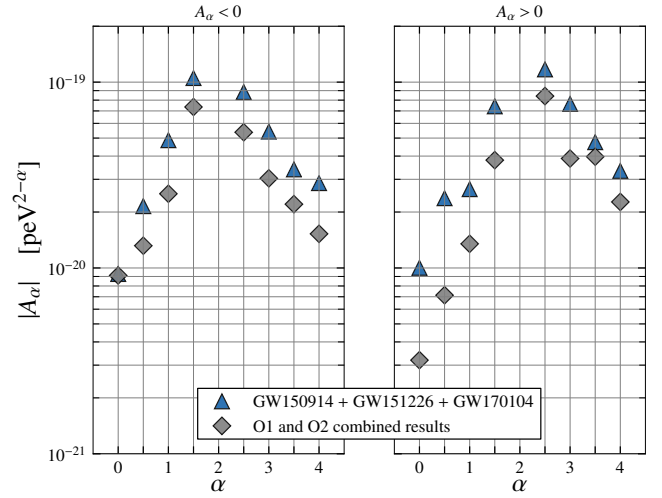 A_α < 0
A_α > 0
|A_α| [peV^{2−α}]
10^{−19}
10^{−20}
10^{−21}
0 1 2 3 4
0 1 2 3 4
α
α
GW150914 + GW151226 + GW170104
O1 and O2 combined results